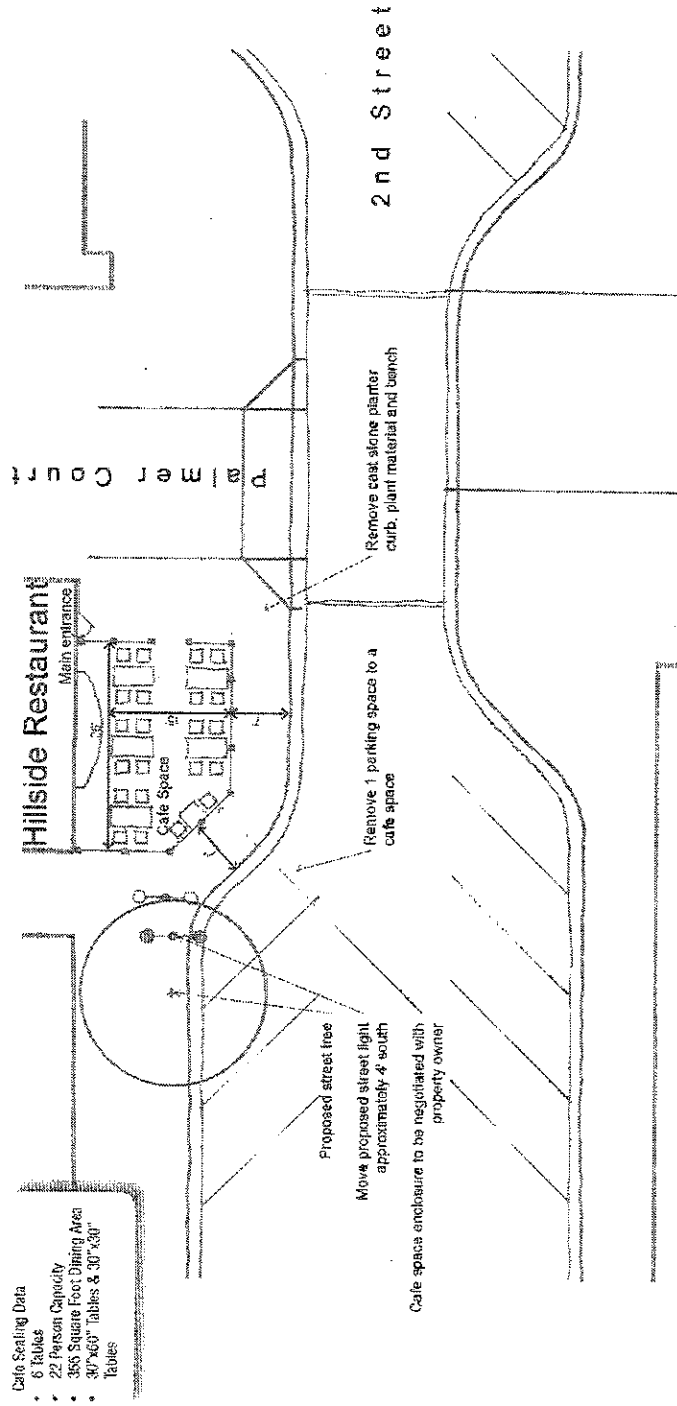 Cafe Seating Data
• 6 Tables
• 22 Person Capacity
• 355 Square Foot Dining Area
• 30"x60" Tables & 30"x30"
Tables
Hillside Restaurant
Main entrance
Cafe Space
Palmer Court
2nd Street
Proposed street tree
Move proposed street light
approximately 4' south
Cafe space enclosure to be negotiated with
property owner
Remove 1 parking space to a
cafe space
Remove cast stone planter
curb, plant material and bench